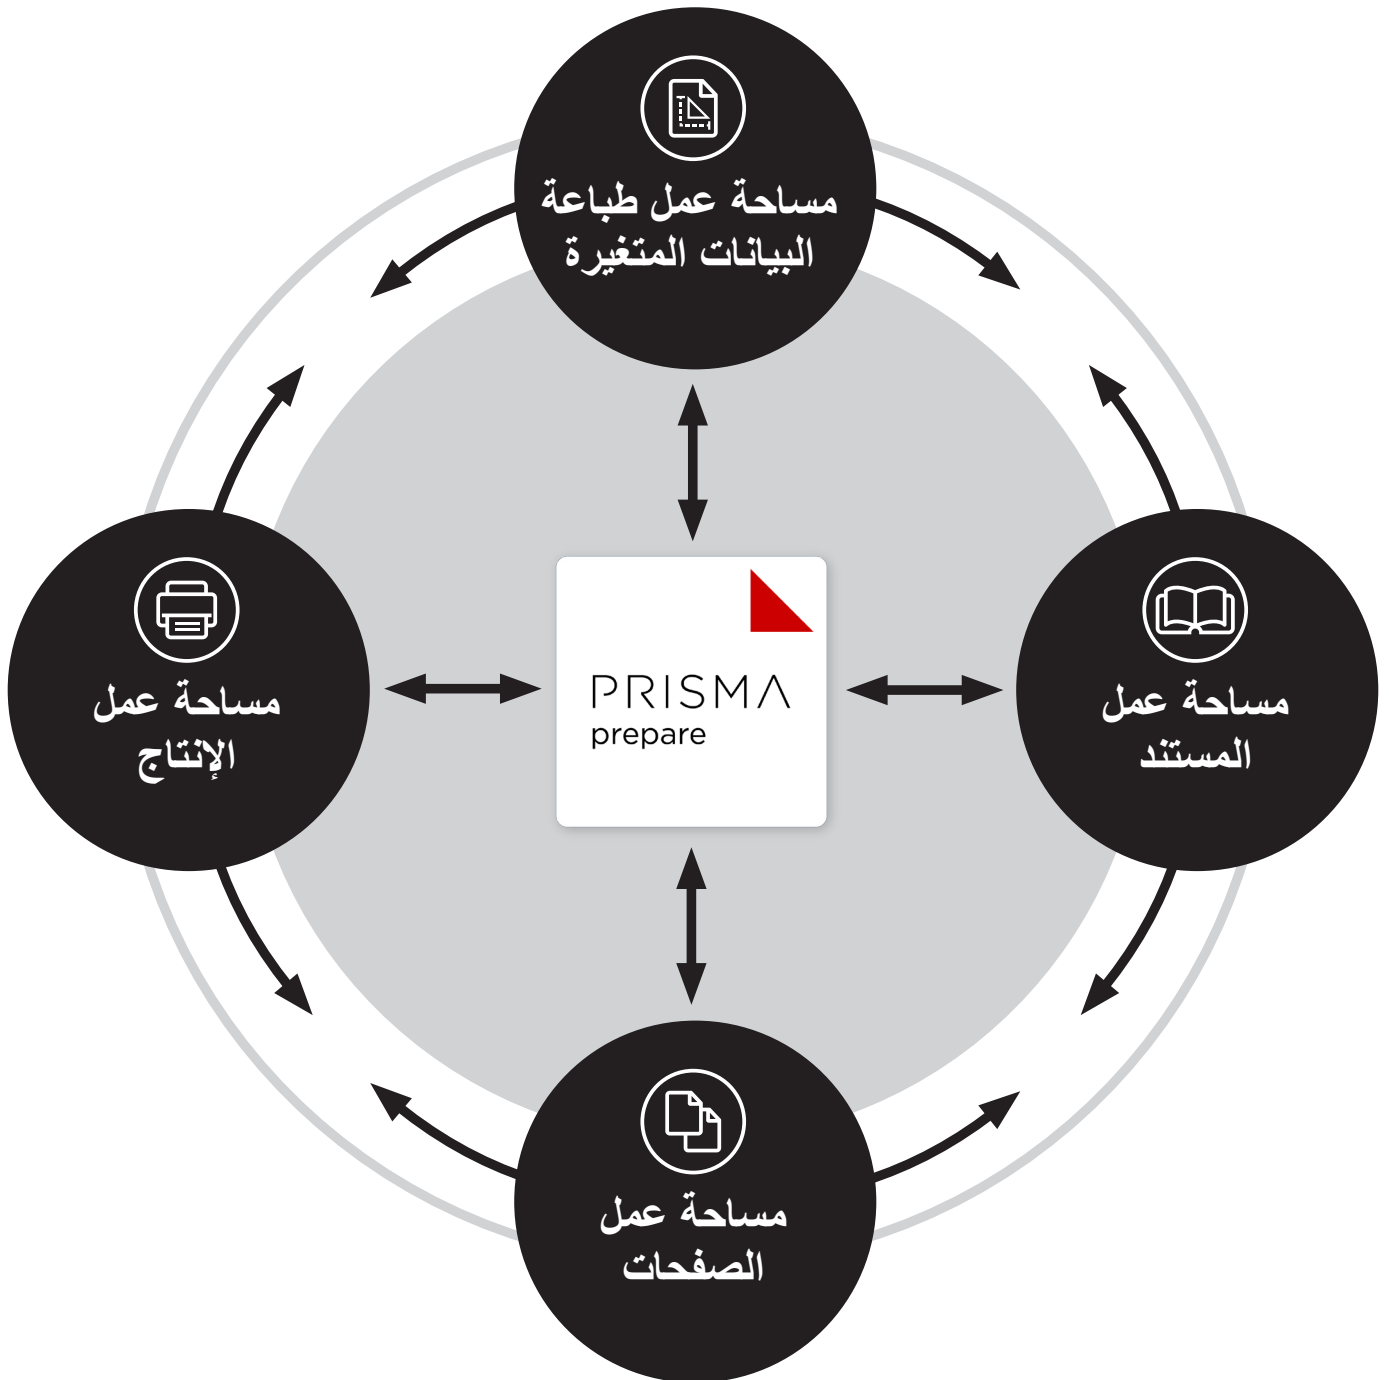 مساحة عمل طباعة
البيانات المتغيرة
مساحة عمل
المستند
PRISMA
prepare
مساحة عمل
الإنتاج
مساحة عمل
الصفحات